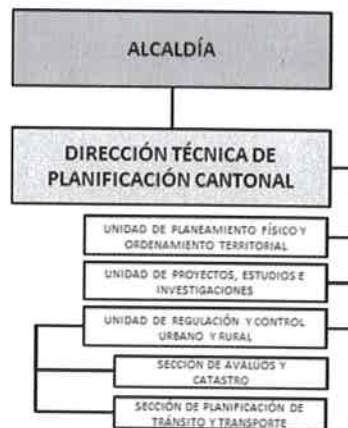 ALCALDÍA
DIRECCIÓN TÉCNICA DE
PLANIFICACIÓN CANTONAL
UNIDAD DE PLANEAMIENTO FÍSICO Y
ORDENAMIENTO TERRITORIAL
UNIDAD DE PROYECTOS, ESTUDIOS E
INVESTIGACIONES
UNIDAD DE REGULACIÓN Y CONTROL
URBANO Y RURAL
SECCION DE AVALÚOS Y
CATASTRO
SECCIÓN DE PLANIFICACIÓN DE
TRÁNSITO Y TRANSPORTE